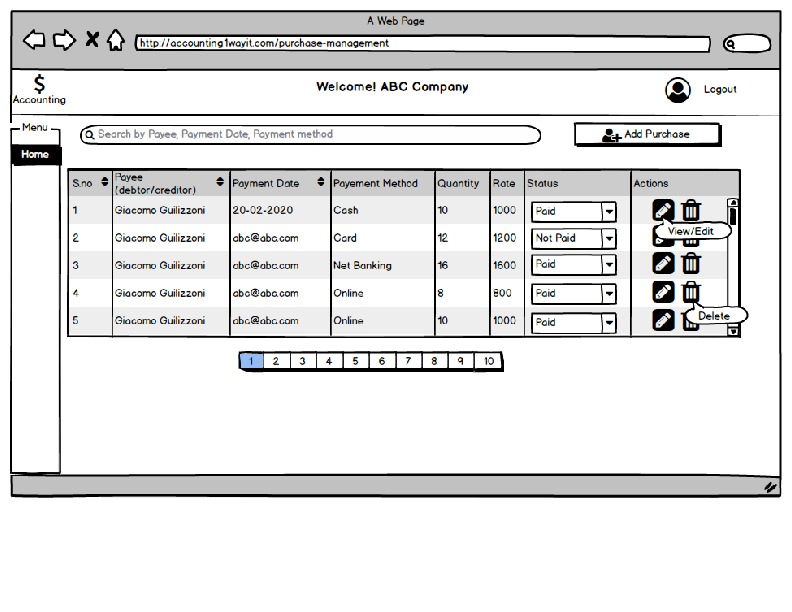 A Web Page
http://accounting1wayit.com/purchase-management
$
Accounting
Welcome! ABC Company
Logout
Menu
Home
Search by Payee, Payment Date, Payment method
Add Purchase
S.no Payee (debtor/creditor) Payment Date Payement Method Quantity Rate Status Actions
1 Giacomo Guilizzoni 20-02-2020 Cash 10 1000 Paid
View/Edit
2 Giacomo Guilizzoni abc@abc.com Card 12 1200 Not Paid
3 Giacomo Guilizzoni abc@abc.com Net Banking 16 1600 Paid
4 Giacomo Guilizzoni abc@abc.com Online 8 800 Paid
Delete
5 Giacomo Guilizzoni abc@abc.com Online 10 1000 Paid
1 2 3 4 5 6 7 8 9 10